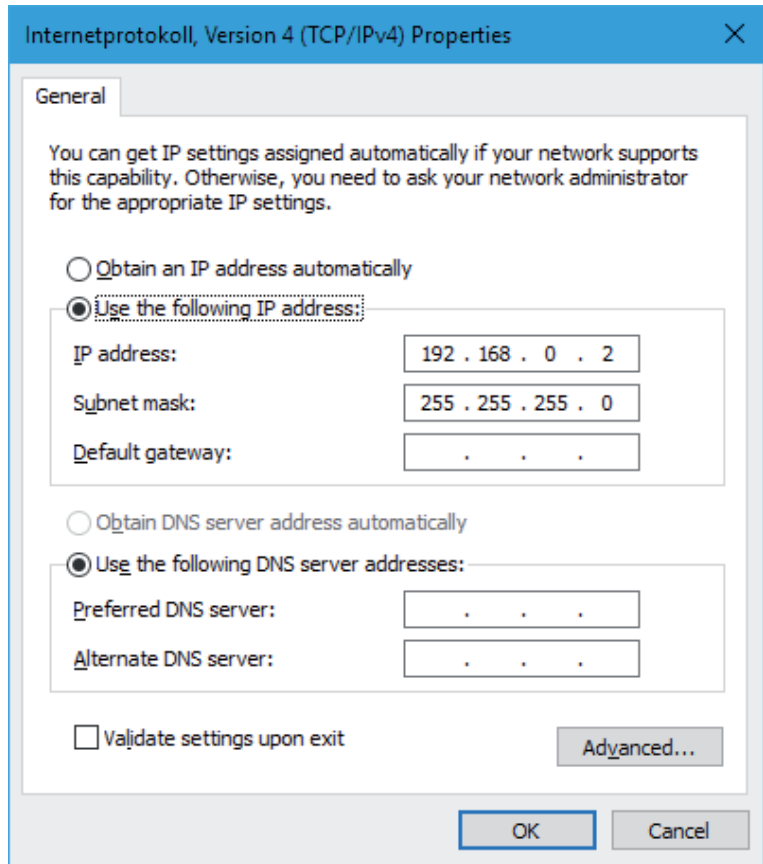 Internetprotokoll, Version 4 (TCP/IPv4) Properties
General
You can get IP settings assigned automatically if your network supports
this capability. Otherwise, you need to ask your network administrator
for the appropriate IP settings.
Obtain an IP address automatically
Use the following IP address:
IP address: 192 . 168 . 0 . 2
Subnet mask: 255 . 255 . 255 . 0
Default gateway: . . .
Obtain DNS server address automatically
Use the following DNS server addresses:
Preferred DNS server: . . .
Alternate DNS server: . . .
Validate settings upon exit
Advanced...
OK Cancel